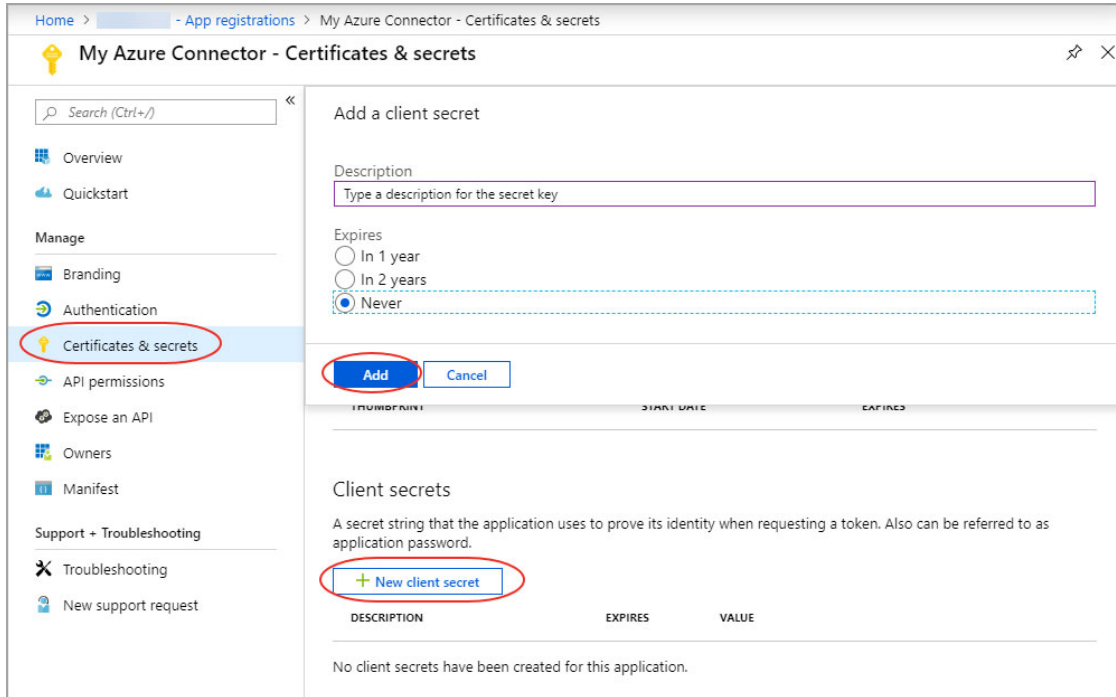 Home > - App registrations > My Azure Connector - Certificates & secrets
My Azure Connector - Certificates & secrets
Search (Ctrl+/)
Overview
Quickstart
Manage
Branding
Authentication
Certificates & secrets
API permissions
Expose an API
Owners
Manifest
Support + Troubleshooting
Troubleshooting
New support request
Add a client secret
Description
Type a description for the secret key
Expires
In 1 year
In 2 years
Never
Add Cancel
THUMBPRINT START DATE EXPIRES
Client secrets
A secret string that the application uses to prove its identity when requesting a token. Also can be referred to as
application password.
+ New client secret
DESCRIPTION EXPIRES VALUE
No client secrets have been created for this application.